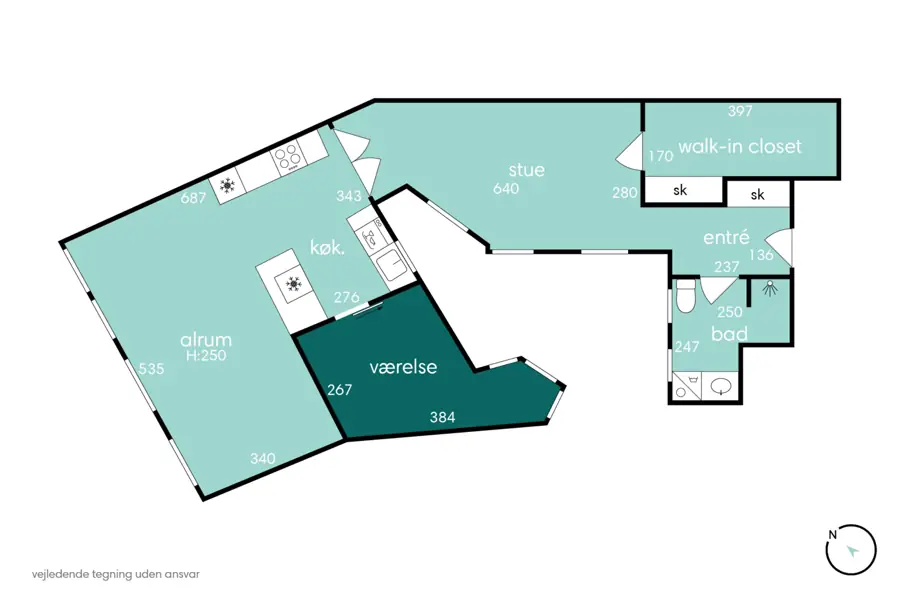 397
walk-in closet
170
stue
640
280
sk
sk
687
343
køk.
entré
136
237
276
250
bad
247
alrum
H:250
535
værelse
267
384
340
N
vejledende tegning uden ansvar